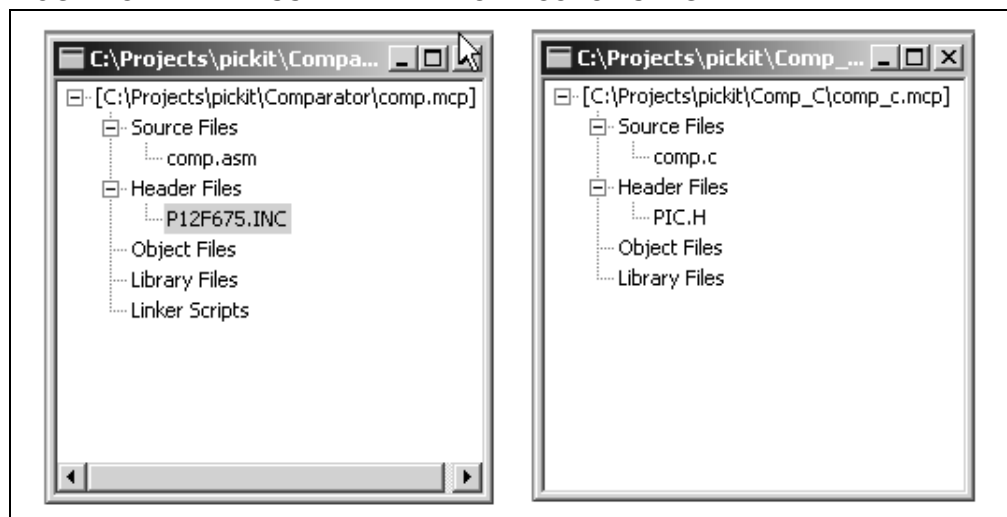 C:\Projects\pickit\Compa...
[C:\Projects\pickit\Comparator\comp.mcp]
Source Files
comp.asm
Header Files
P12F675.INC
Object Files
Library Files
Linker Scripts
C:\Projects\pickit\Comp_...
[C:\Projects\pickit\Comp_C\comp_c.mcp]
Source Files
comp.c
Header Files
PIC.H
Object Files
Library Files